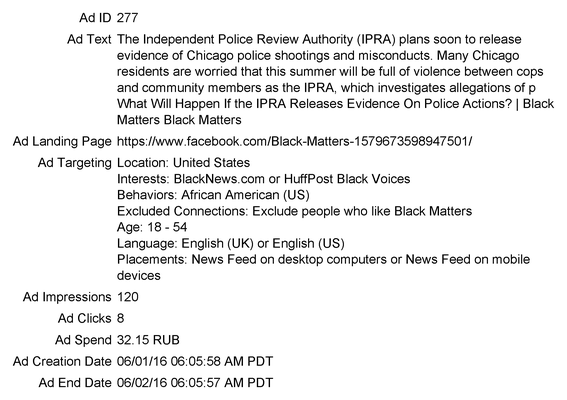 Ad ID 277
Ad Text The Independent Police Review Authority (IPRA) plans soon to release
evidence of Chicago police shootings and misconducts. Many Chicago
residents are worried that this summer will be full of violence between cops
and community members as the IPRA, which investigates allegations of p
What Will Happen If the IPRA Releases Evidence On Police Actions? | Black
Matters Black Matters
Ad Landing Page https://www.facebook.com/Black-Matters-1579673598947501/
Ad Targeting Location: United States
Interests: BlackNews.com or HuffPost Black Voices
Behaviors: African American (US)
Excluded Connections: Exclude people who like Black Matters
Age: 18 - 54
Language: English (UK) or English (US)
Placements: News Feed on desktop computers or News Feed on mobile
devices
Ad Impressions 120
Ad Clicks 8
Ad Spend 32.15 RUB
Ad Creation Date 06/01/16 06:05:58 AM PDT
Ad End Date 06/02/16 06:05:57 AM PDT